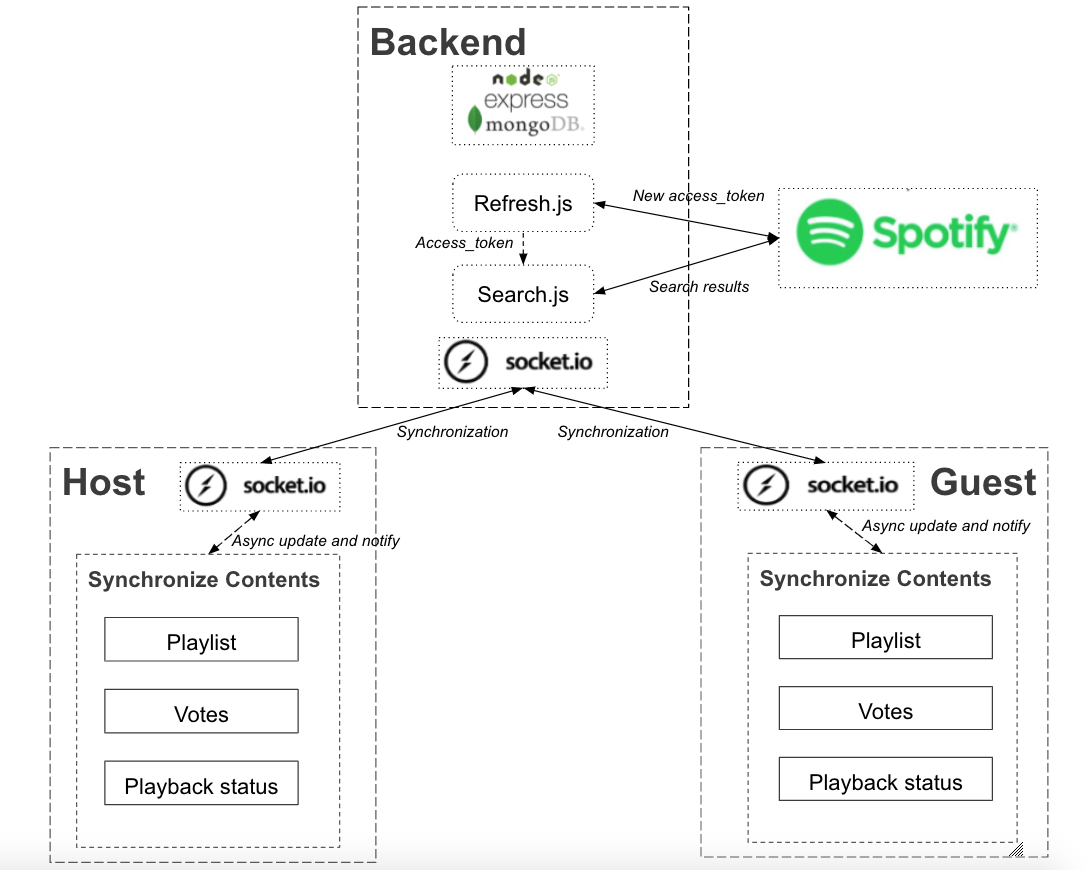 Backend
node
express
mongoDB.
Refresh.js
New access_token
Spotify®
Access_token
Search.js
Search results
socket.io
Synchronization
Synchronization
Host
socket.io
Async update and notify
Synchronize Contents
Playlist
Votes
Playback status
socket.io
Guest
Async update and notify
Synchronize Contents
Playlist
Votes
Playback status